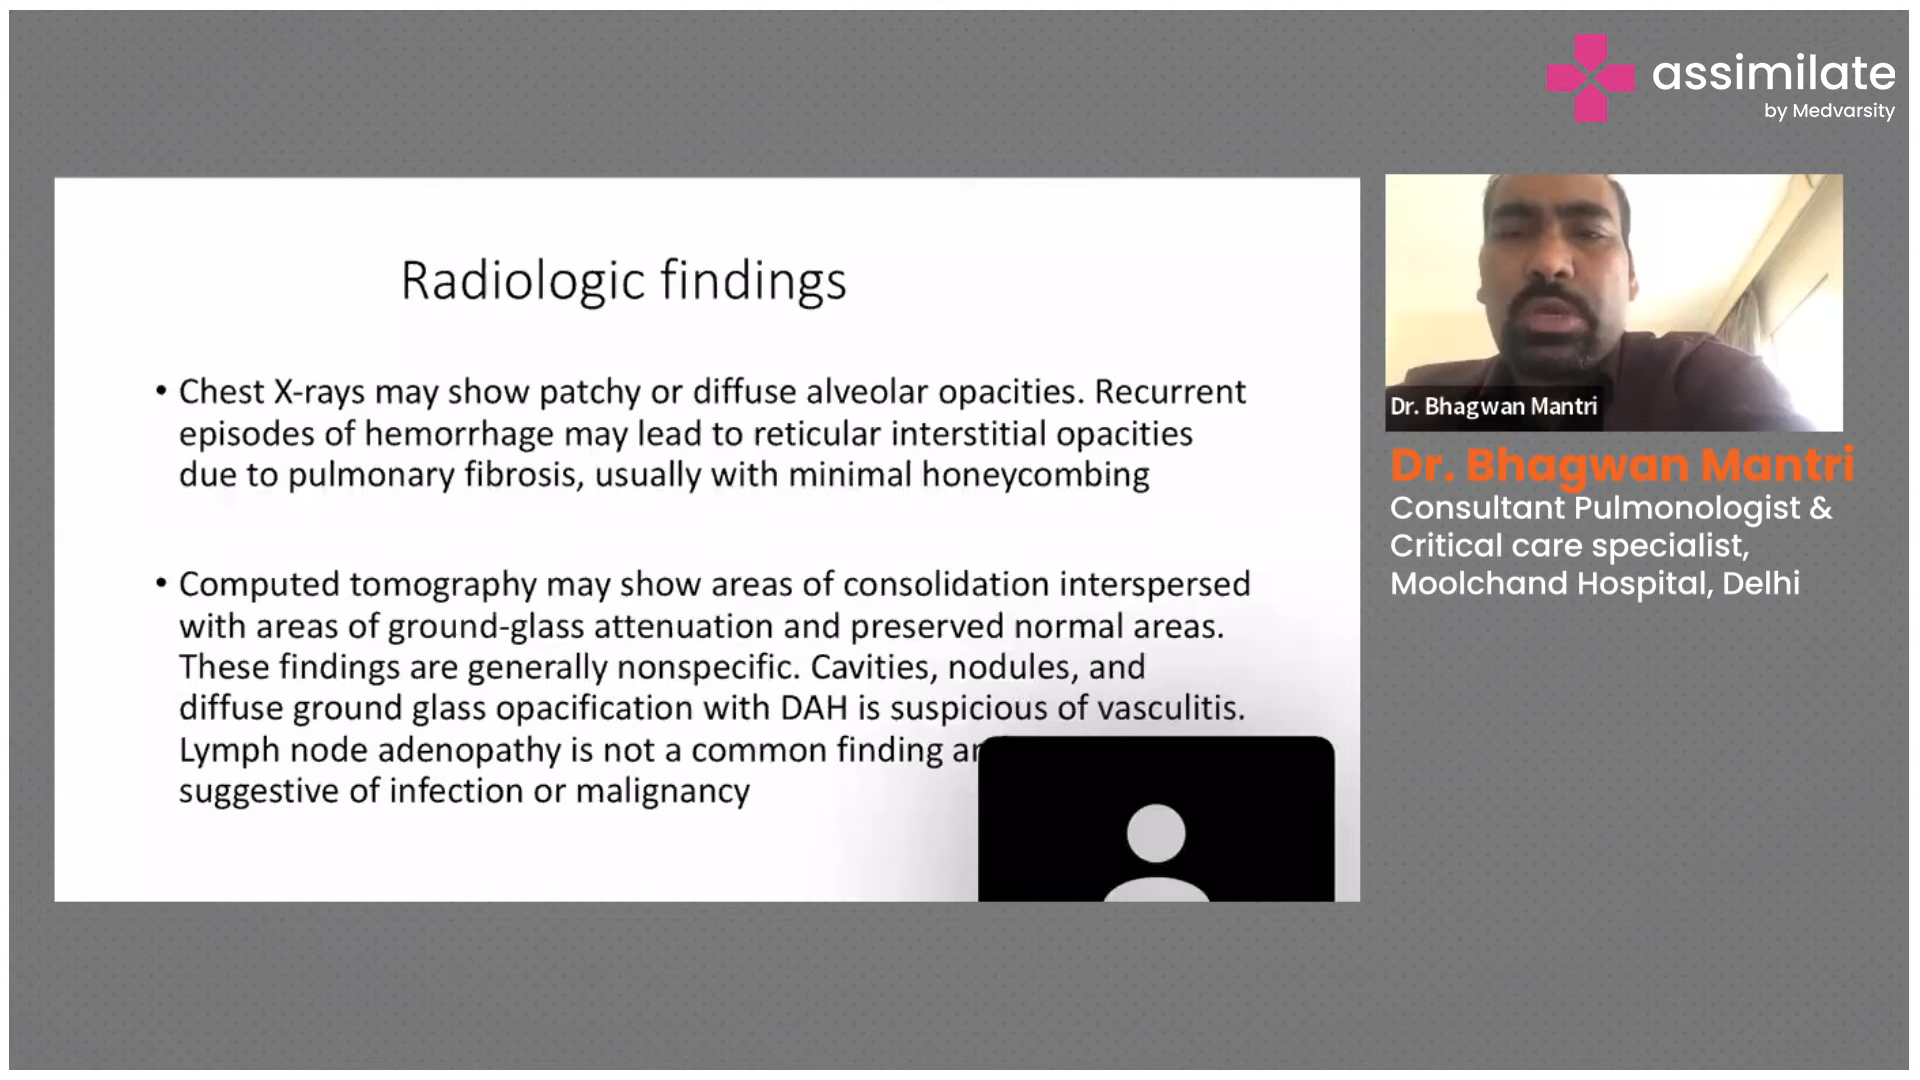 assimilate
by Medvarsity
Radiologic findings
• Chest X-rays may show patchy or diffuse alveolar opacities. Recurrent
episodes of hemorrhage may lead to reticular interstitial opacities
due to pulmonary fibrosis, usually with minimal honeycombing
• Computed tomography may show areas of consolidation interspersed
with areas of ground-glass attenuation and preserved normal areas.
These findings are generally nonspecific. Cavities, nodules, and
diffuse ground glass opacification with DAH is suspicious of vasculitis.
Lymph node adenopathy is not a common finding
suggestive of infection or malignancy
Dr. Bhagwan Mantri
Dr. Bhagwan Mantri
Consultant Pulmonologist &
Critical care specialist,
Moolchand Hospital, Delhi